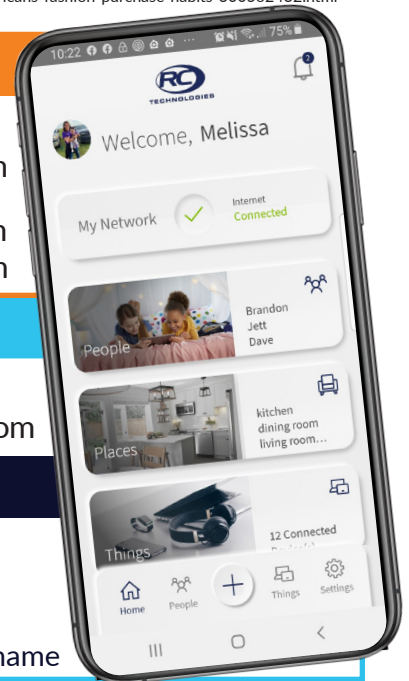 10:22
75%
RC
TECHNOLOGIES
2
Welcome, Melissa
My Network
Internet
Connected
People
Brandon
Jett
Dave
Places
kitchen
dining room
living room...
Things
12 Connected
Home
People
+
Things
Settings
om
name